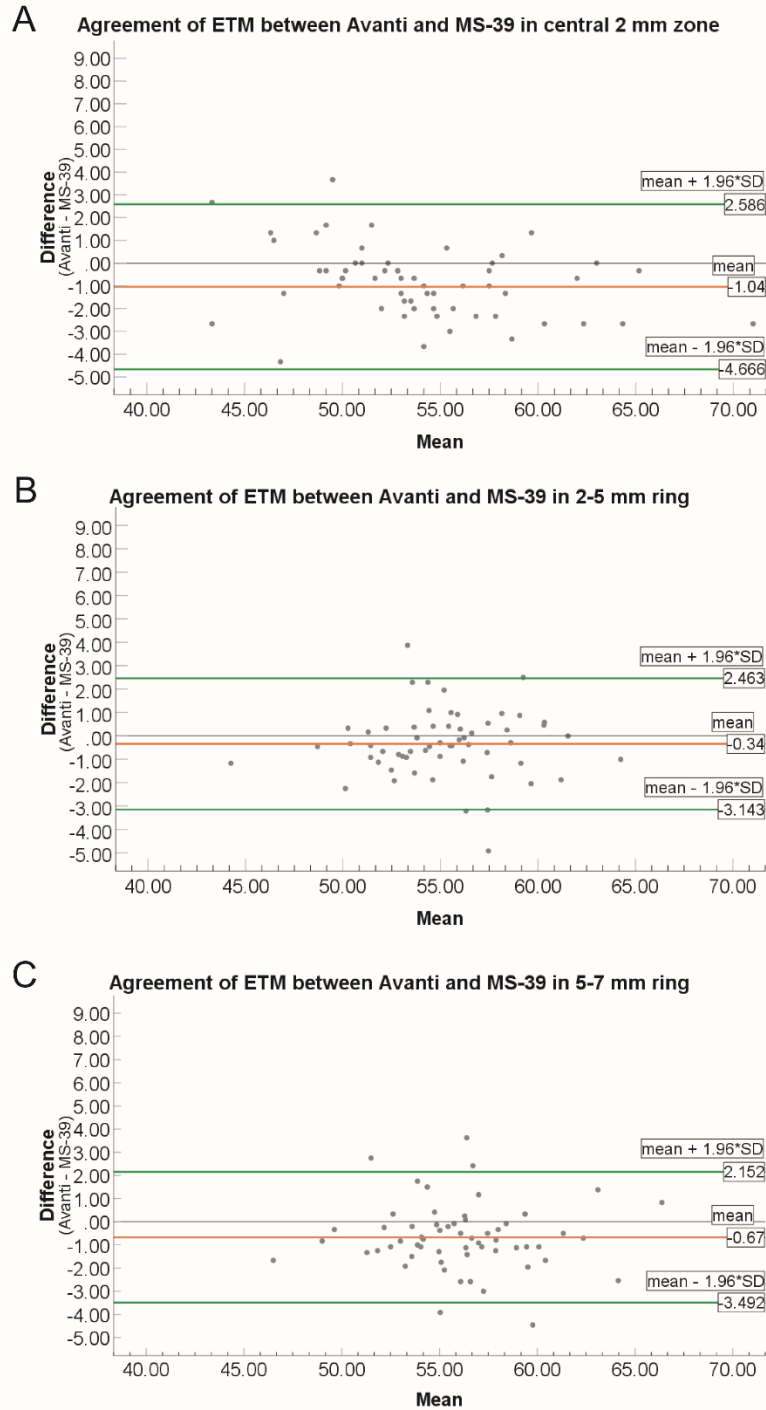 A
Agreement of ETM between Avanti and MS-39 in central 2 mm zone
Difference
(Avanti - MS-39)
9.00
8.00
7.00
6.00
5.00
4.00
3.00
2.00
1.00
.00
-1.00
-2.00
-3.00
-4.00
-5.00
mean + 1.96*SD
2.586
mean
-1.04
mean - 1.96*SD
-4.666
40.00 45.00 50.00 55.00 60.00 65.00 70.00
Mean
B
Agreement of ETM between Avanti and MS-39 in 2-5 mm ring
Difference
(Avanti - MS-39)
9.00
8.00
7.00
6.00
5.00
4.00
3.00
2.00
1.00
.00
-1.00
-2.00
-3.00
-4.00
-5.00
mean + 1.96*SD
2.463
mean
-0.34
mean - 1.96*SD
-3.143
40.00 45.00 50.00 55.00 60.00 65.00 70.00
Mean
C
Agreement of ETM between Avanti and MS-39 in 5-7 mm ring
Difference
(Avanti - MS-39)
9.00
8.00
7.00
6.00
5.00
4.00
3.00
2.00
1.00
.00
-1.00
-2.00
-3.00
-4.00
-5.00
mean + 1.96*SD
2.152
mean
-0.67
mean - 1.96*SD
-3.492
40.00 45.00 50.00 55.00 60.00 65.00 70.00
Mean